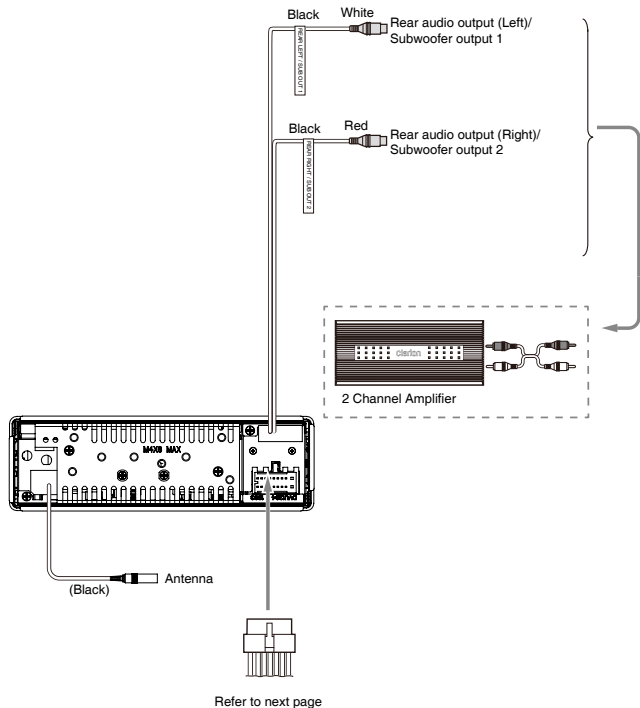 Black
White
Rear audio output (Left)/
Subwoofer output 1
REAR LEFT / SUB OUT 1
Black
Red
Rear audio output (Right)/
Subwoofer output 2
REAR RIGHT / SUB OUT 2
clarion
2 Channel Amplifier
M4X8 MAX
Antenna
(Black)
Refer to next page